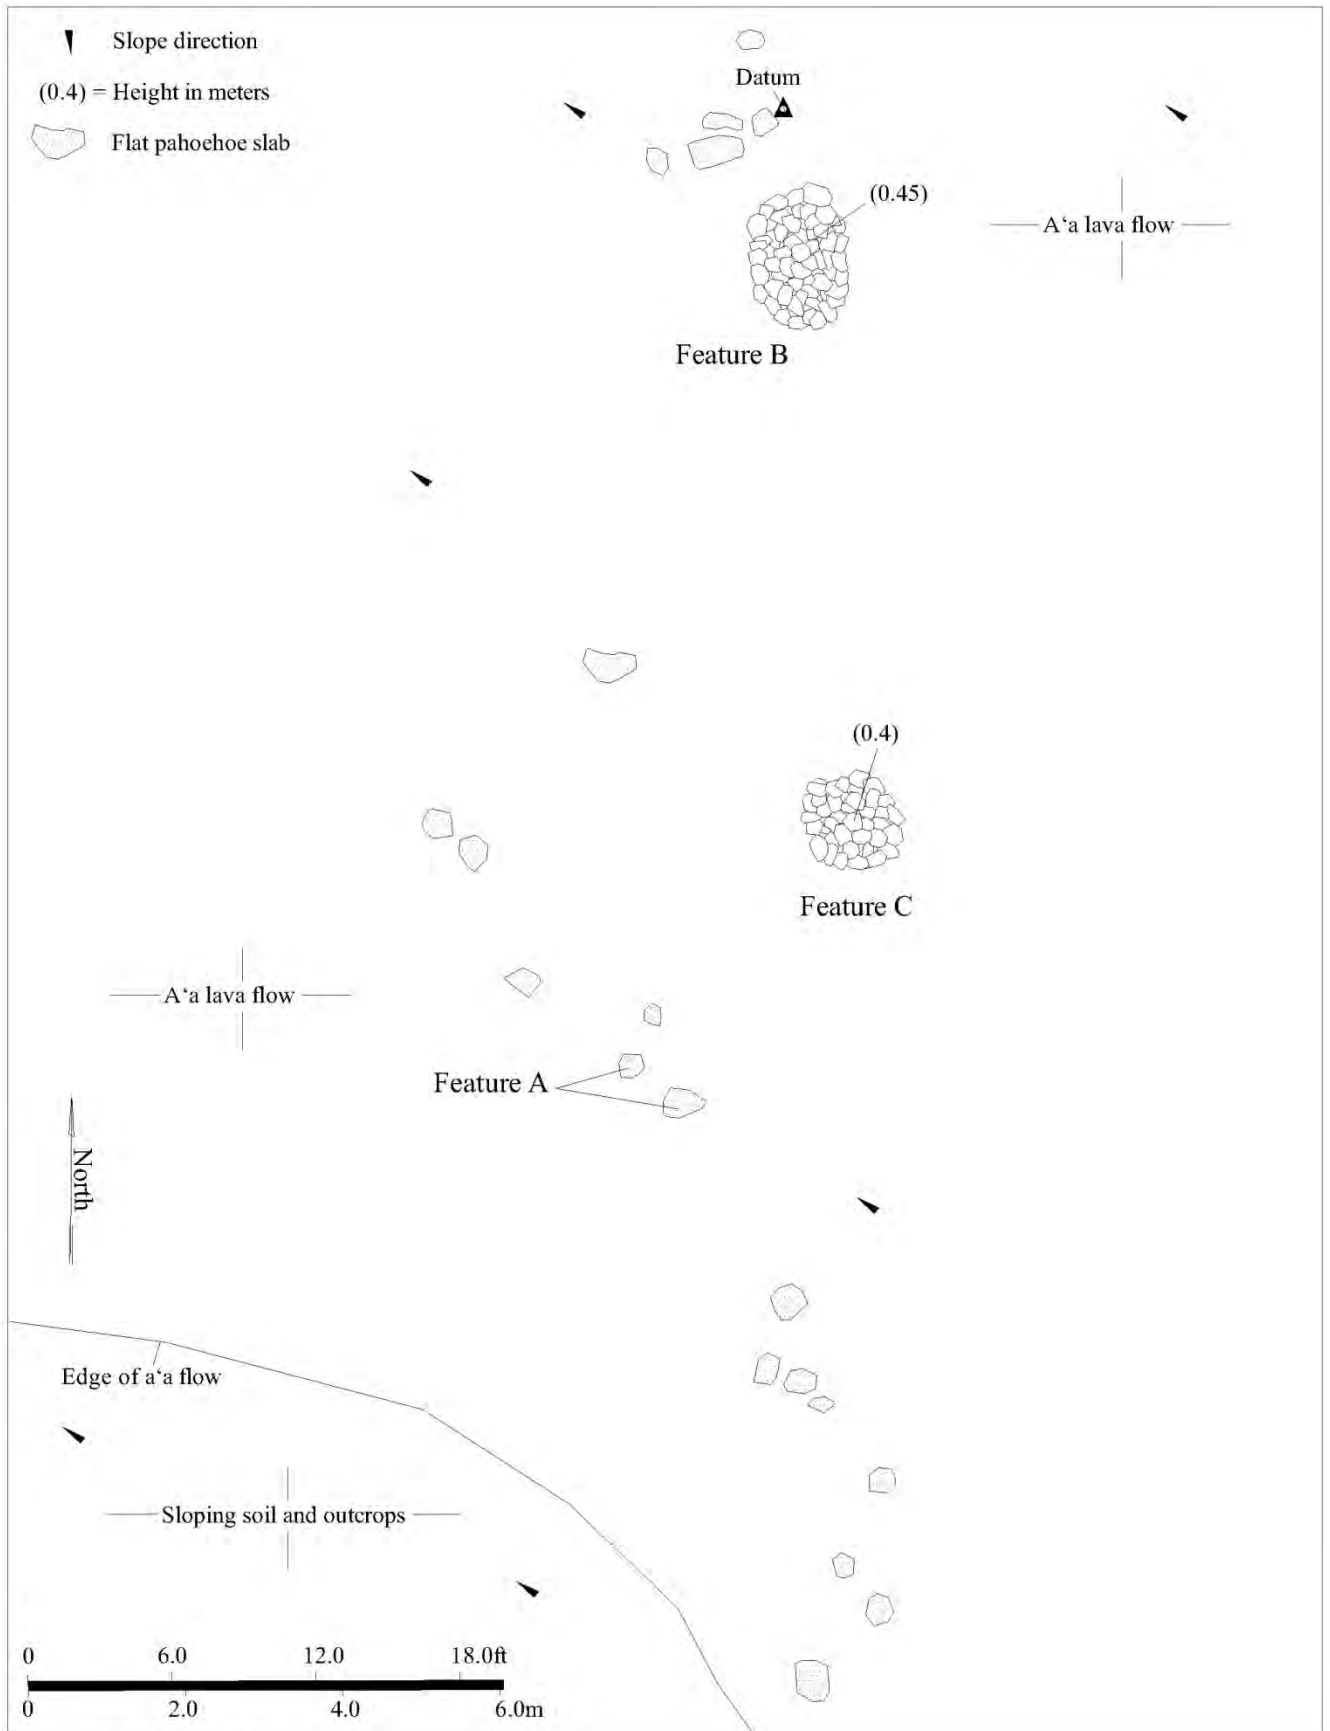 Slope direction
(0.4) = Height in meters
Flat pahoehoe slab
Datum
(0.45)
A‘a lava flow
Feature B
(0.4)
Feature C
A‘a lava flow
Feature A
North
Edge of a‘a flow
Sloping soil and outcrops
0 6.0 12.0 18.0ft
0 2.0 4.0 6.0m